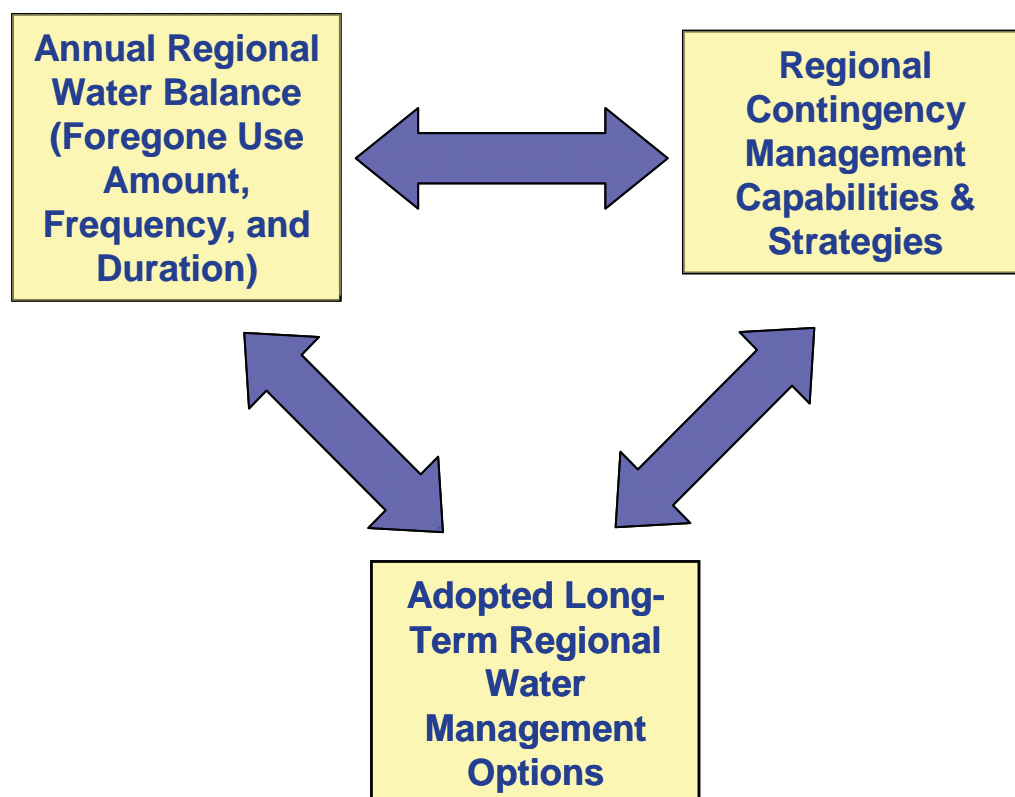 Annual Regional
Water Balance
(Foregone Use
Amount,
Frequency, and
Duration)
Regional
Contingency
Management
Capabilities &
Strategies
Adopted Long-
Term Regional
Water
Management
Options